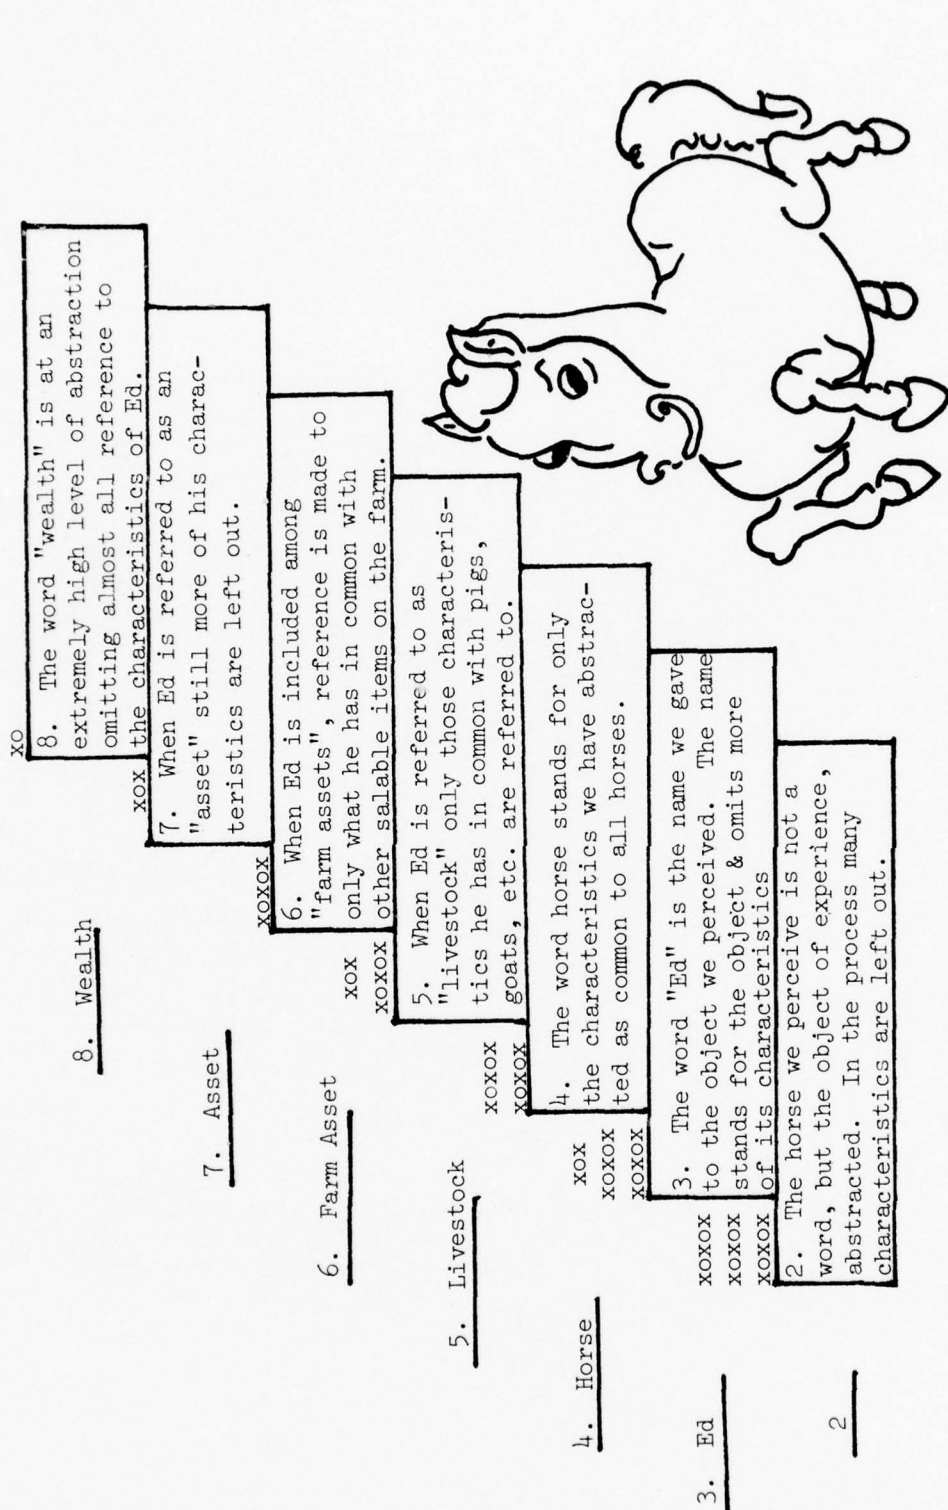 8. Wealth
xo
8. The word "wealth" is at an
extremely high level of abstraction
omitting almost all reference to
the characteristics of Ed.
7. Asset
xox
7. When Ed is referred to as an
"asset" still more of his charac-
teristics are left out.
6. Farm Asset
xoxox
6. When Ed is included among
"farm assets", reference is made to
only what he has in common with
other salable items on the farm.
5. Livestock
xox
xoxox
5. When Ed is referred to as
"livestock" only those characteris-
tics he has in common with pigs,
goats, etc. are referred to.
4. Horse
xoxox
xoxox
4. The word horse stands for only
the characteristics we have abstrac-
ted as common to all horses.
3. Ed
xox
xoxox
xoxox
3. The word "Ed" is the name we gave
to the object we perceived. The name
stands for the object & omits more
of its characteristics
2
xoxox
xoxox
xoxox
2. The horse we perceive is not a
word, but the object of experience,
abstracted. In the process many
characteristics are left out.